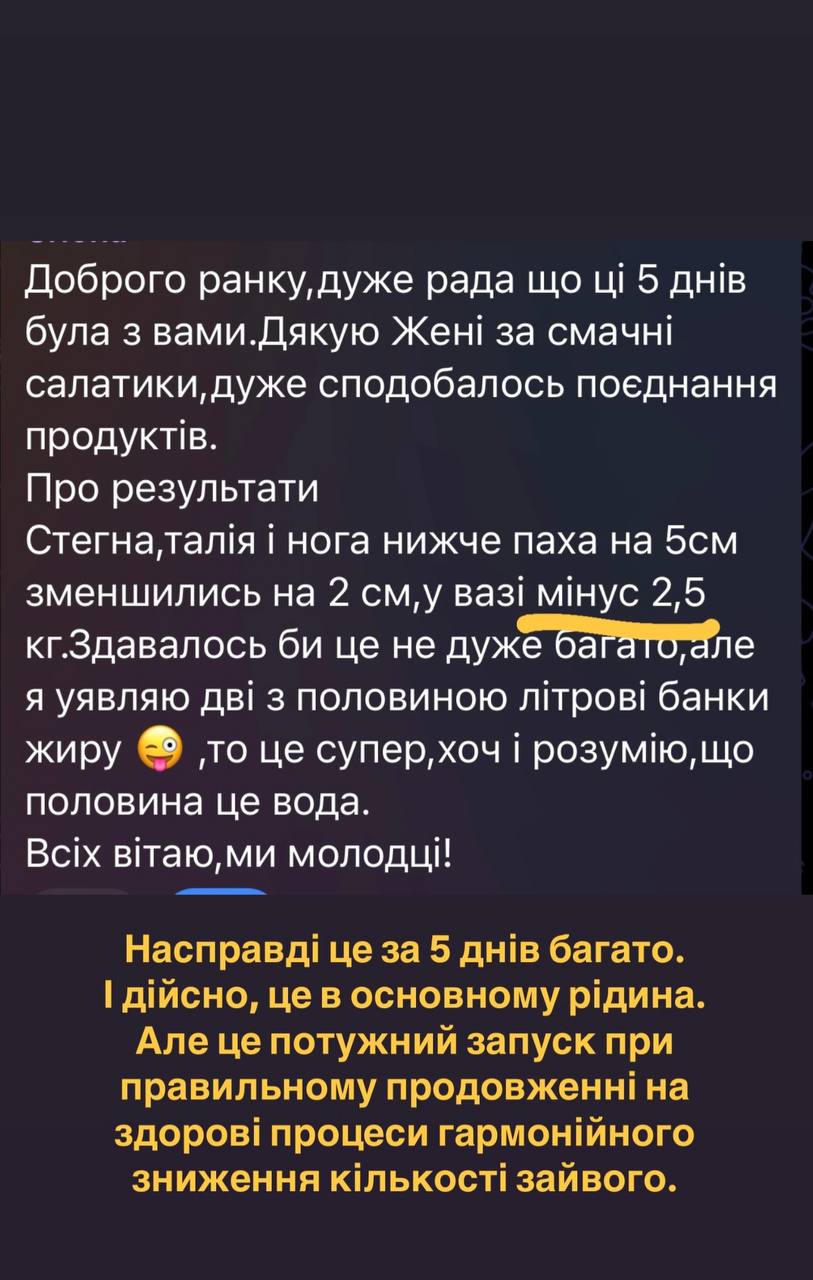 Доброго ранку,дуже рада що ці 5 днів
була з вами.Дякую Жені за смачні
салатики,дуже сподобалось поєднання
продуктів.
Про результати
Стегна,талія і нога нижче паха на 5см
зменшились на 2 см,у вазі мінус 2,5
кг.Здавалось би це не дуже багато,але
я уявляю дві з половиною літрові банки
жиру 😜 ,то це супер,хоч і розумію,що
половина це вода.
Всіх вітаю,ми молодці!
Насправді це за 5 днів багато.
І дійсно, це в основному рідина.
Але це потужний запуск при
правильному продовженні на
здорові процеси гармонійного
зниження кількості зайвого.